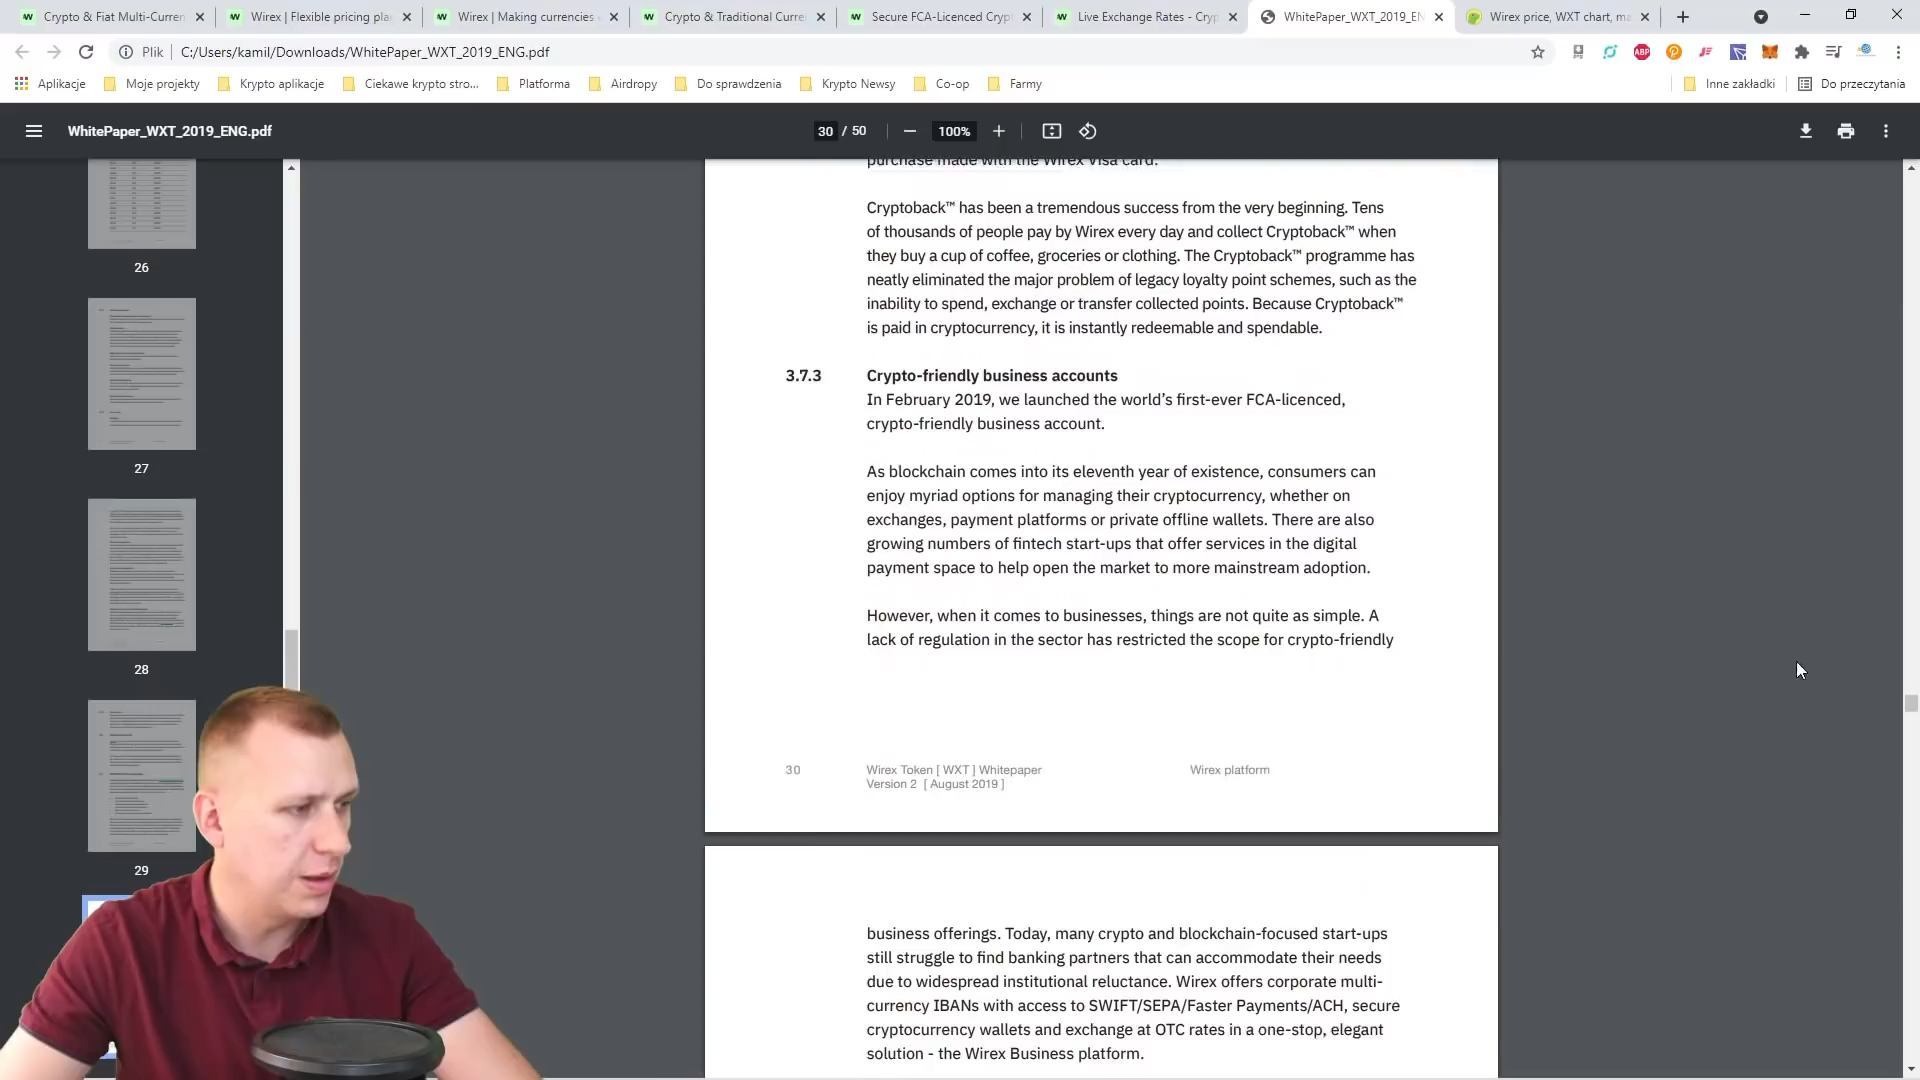 Crypto & Fiat Multi-Curren
Wirex | Flexible pricing pla
Wirex | Making currencies
Crypto & Traditional Curre
Secure FCA-Licenced Cryp
Live Exchange Rates - Cryp
WhitePaper_WXT_2019_EN
Wirex price, WXT chart, ma
Plik
C:/Users/kamil/Downloads/WhitePaper_WXT_2019_ENG.pdf
ABP
Aplikacje
Moje projekty
Krypto aplikacje
Ciekawe krypto stro...
Platforma
Airdropy
Do sprawdzenia
Krypto Newsy
Co-op
Farmy
Inne zakładki
Do przeczytania
WhitePaper_WXT_2019_ENG.pdf
30 / 50
100%
26
27
28
29
purchase made with the Wirex Visa card.
Cryptoback™ has been a tremendous success from the very beginning. Tens
of thousands of people pay by Wirex every day and collect Cryptoback™ when
they buy a cup of coffee, groceries or clothing. The Cryptoback™ programme has
neatly eliminated the major problem of legacy loyalty point schemes, such as the
inability to spend, exchange or transfer collected points. Because Cryptoback™
is paid in cryptocurrency, it is instantly redeemable and spendable.
3.7.3 Crypto-friendly business accounts
In February 2019, we launched the world's first-ever FCA-licenced,
crypto-friendly business account.
As blockchain comes into its eleventh year of existence, consumers can
enjoy myriad options for managing their cryptocurrency, whether on
exchanges, payment platforms or private offline wallets. There are also
growing numbers of fintech start-ups that offer services in the digital
payment space to help open the market to more mainstream adoption.
However, when it comes to businesses, things are not quite as simple. A
lack of regulation in the sector has restricted the scope for crypto-friendly
30
Wirex Token [ WXT ] Whitepaper
Version 2 [ August 2019 ]
Wirex platform
business offerings. Today, many crypto and blockchain-focused start-ups
still struggle to find banking partners that can accommodate their needs
due to widespread institutional reluctance. Wirex offers corporate multi-
currency IBANs with access to SWIFT/SEPA/Faster Payments/ACH, secure
cryptocurrency wallets and exchange at OTC rates in a one-stop, elegant
solution - the Wirex Business platform.